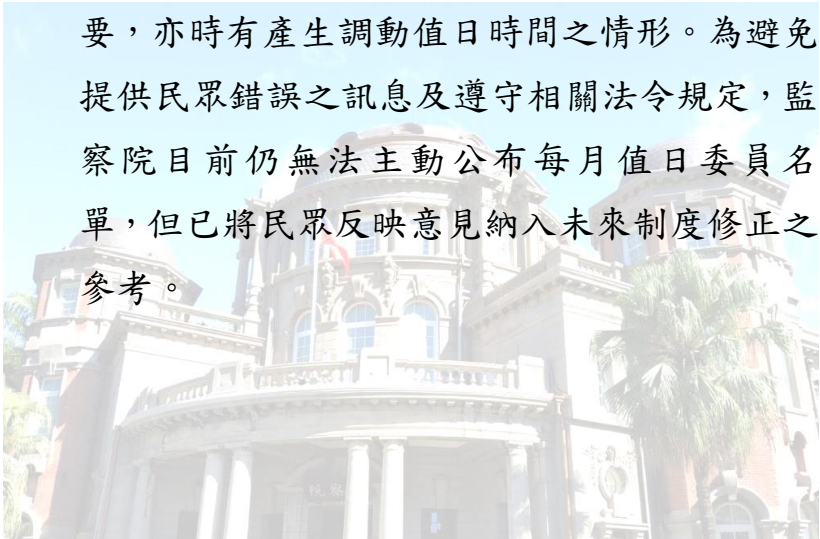 要，亦時有產生調動值日時間之情形。為避免
提供民眾錯誤之訊息及遵守相關法令規定，監
察院目前仍無法主動公布每月值日委員名
單，但已將民眾反映意見納入未來制度修正之
參考。
院察